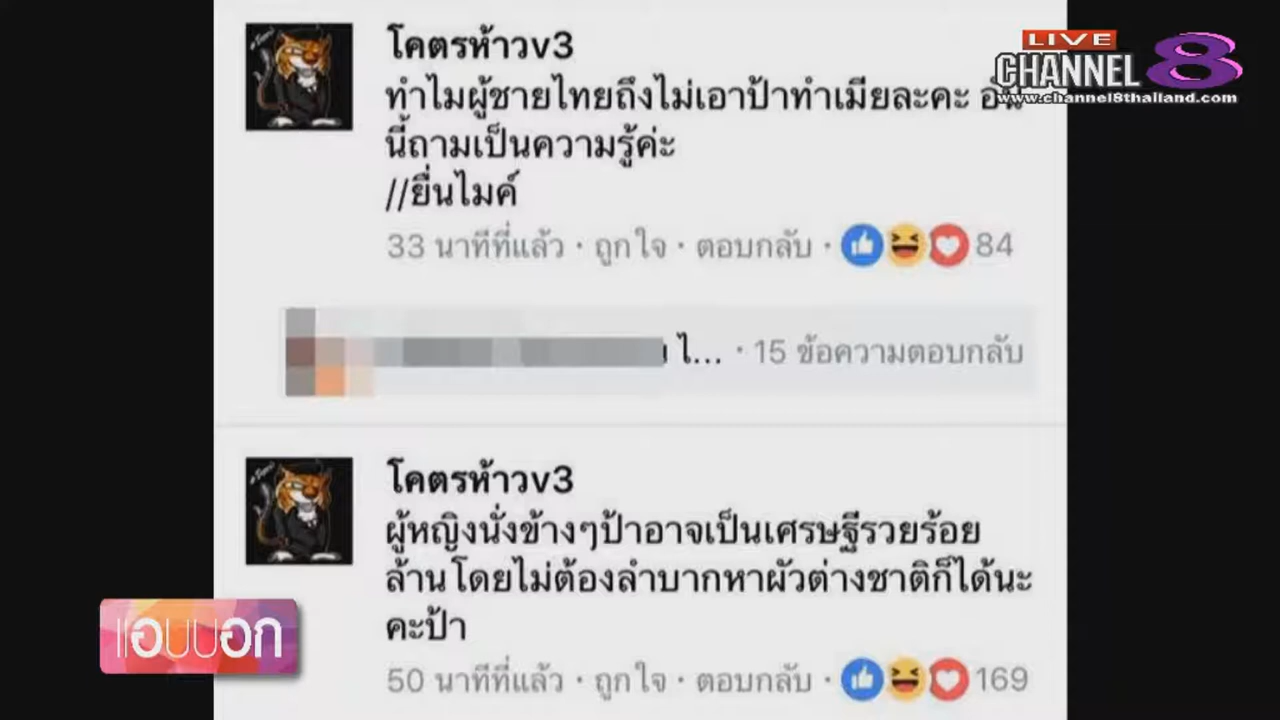 LIVE
CHANNEL 8
www.channel8thailand.com
โคตรห้าวv3
ทำไมผู้ชายไทยถึงไม่เอาป้าทำเมียละคะ อัน
นี้ถามเป็นความรู้ค่ะ
//ยื่นไมค์
33 นาทีที่แล้ว · ถูกใจ · ตอบกลับ · 84
ไ... · 15 ข้อความตอบกลับ
โคตรห้าวv3
ผู้หญิงนั่งข้างๆป้าอาจเป็นเศรษฐีรวยร้อย
ล้านโดยไม่ต้องลำบากหาผัวต่างชาติก็ได้นะ
คะป้า
50 นาทีที่แล้ว · ถูกใจ · ตอบกลับ · 169
แอบบอก